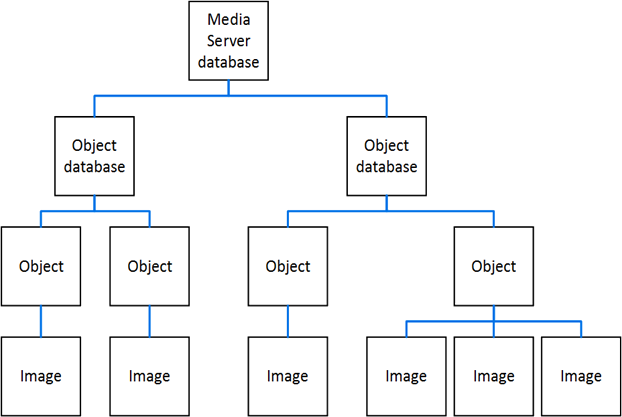 Media
Server
database
Object
database
Object
database
Object
Object
Object
Object
Image
Image
Image
Image
Image
Image